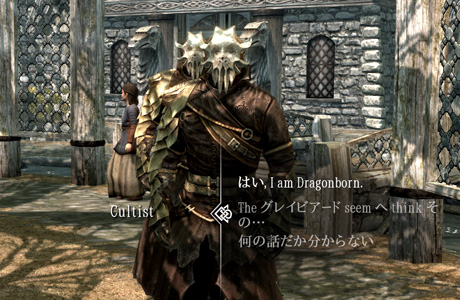 はい,I am Dragonborn.
Cultist
The グレイビアード seem へ think そ
の…
何の話だか分からない